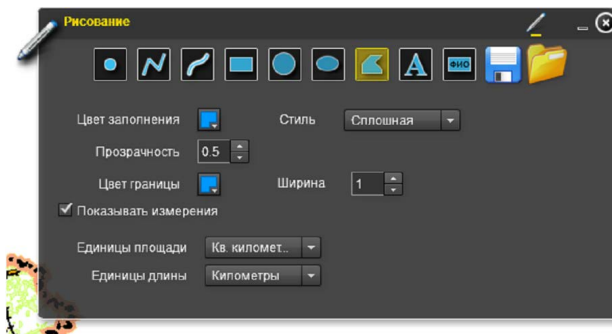 Рисование
A ФИО
Цвет заполнения Стиль Сплошная
Прозрачность 0.5
Цвет границы Ширина 1
Показывать измерения
Единицы площади Кв. километ..
Единицы длины Километры